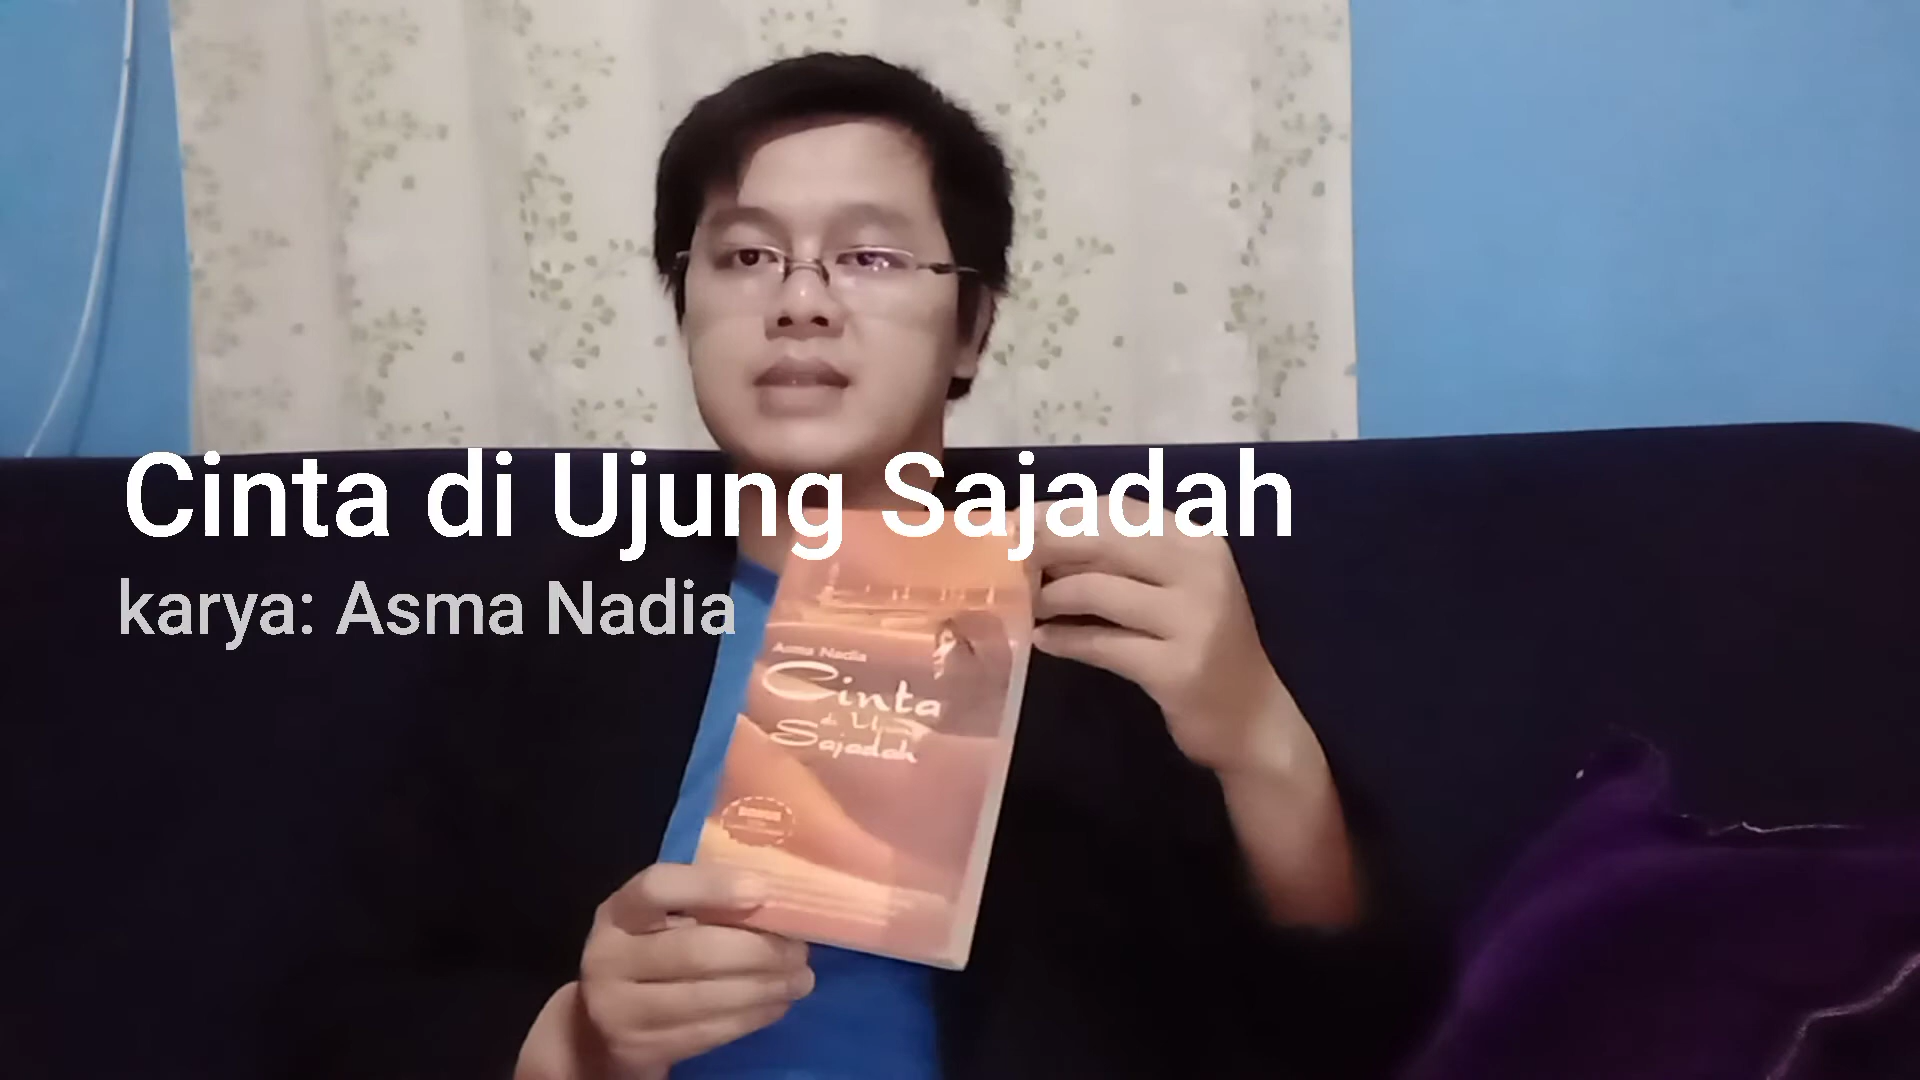 Cinta di Ujung Sajadah
karya: Asma Nadia
Asma Nadia
Cinta
di Ujung
Sajadah